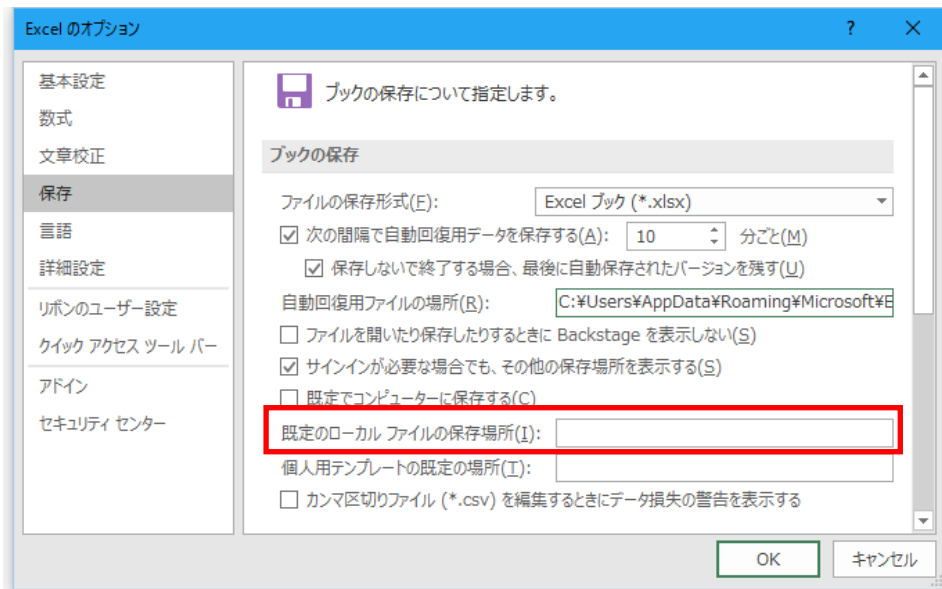 Excel のオプション ? ×
基本設定
数式
文章校正
保存
言語
詳細設定
リボンのユーザー設定
クイック アクセス ツール バー
アドイン
セキュリティ センター
ブックの保存について指定します。
ブックの保存
ファイルの保存形式(F): Excel ブック (*.xlsx)
次の間隔で自動回復用データを保存する(A): 10 分ごと(M)
保存しないで終了する場合、最後に自動保存されたバージョンを残す(U)
自動回復用ファイルの場所(R): C:¥Users¥AppData¥Roaming¥Microsoft¥E
ファイルを開いたり保存したりするときに Backstage を表示しない(S)
サインインが必要な場合でも、その他の保存場所を表示する(S)
既定でコンピューターに保存する(C)
既定のローカル ファイルの保存場所(I):
個人用テンプレートの既定の場所(T):
カンマ区切りファイル (*.csv) を編集するときにデータ損失の警告を表示する
OK キャンセル